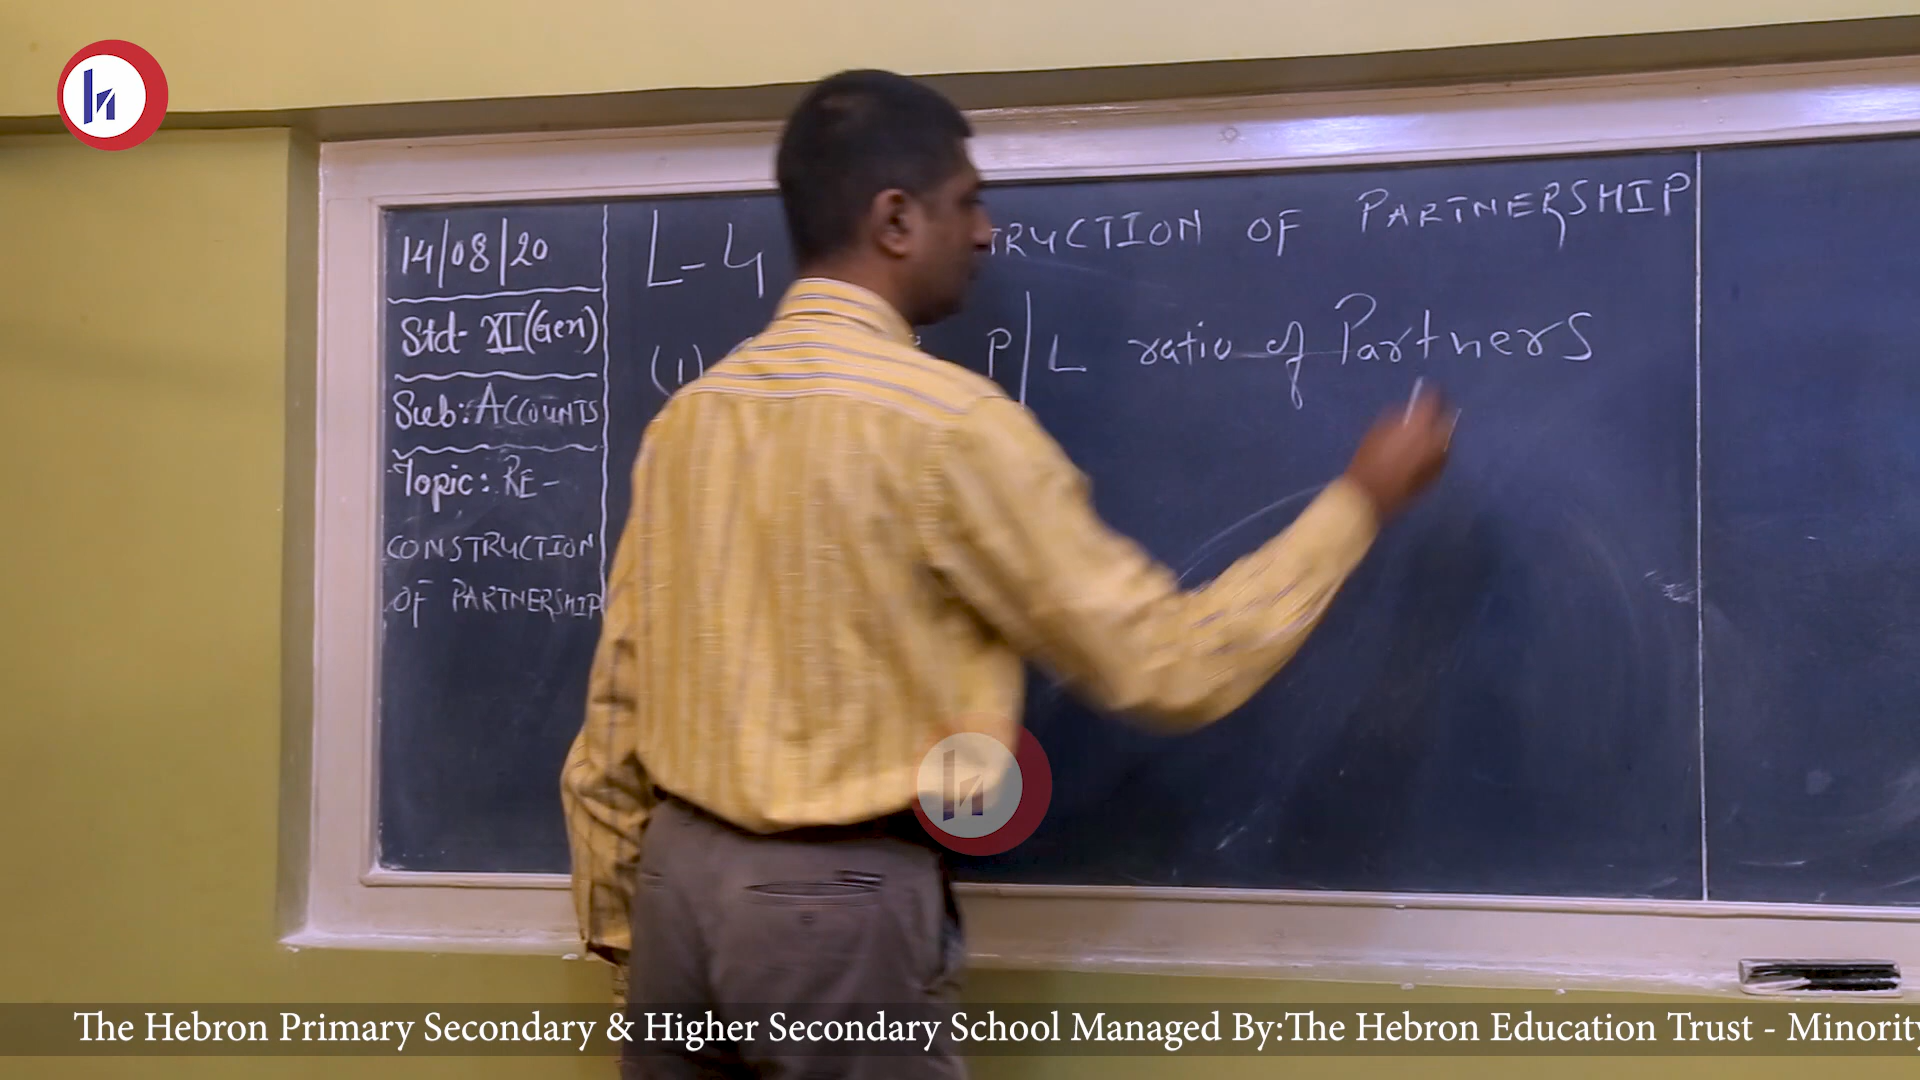 14/08/20
Std- XI (Gen)
Sub: ACCOUNTS
Topic: RE-
CONSTRUCTION
OF PARTNERSHIP
L-4 TRUCTION OF PARTNERSHIP
(1) P/L ratio of Partners
The Hebron Primary Secondary & Higher Secondary School Managed By:The Hebron Education Trust - Minority